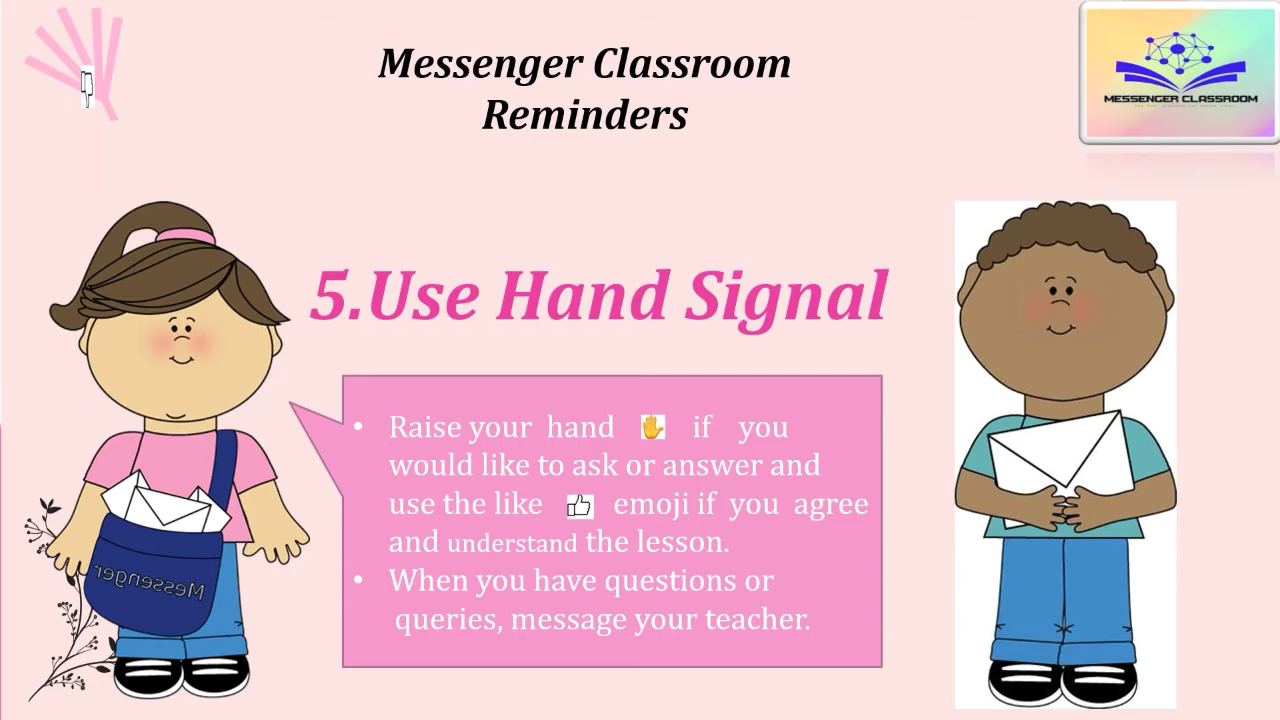 Messenger Classroom
Reminders
MESSENGER CLASSROOM
5.Use Hand Signal
• Raise your hand ✋ if you
would like to ask or answer and
use the like 👍 emoji if you agree
and understand the lesson.
• When you have questions or
queries, message your teacher.
Messenger